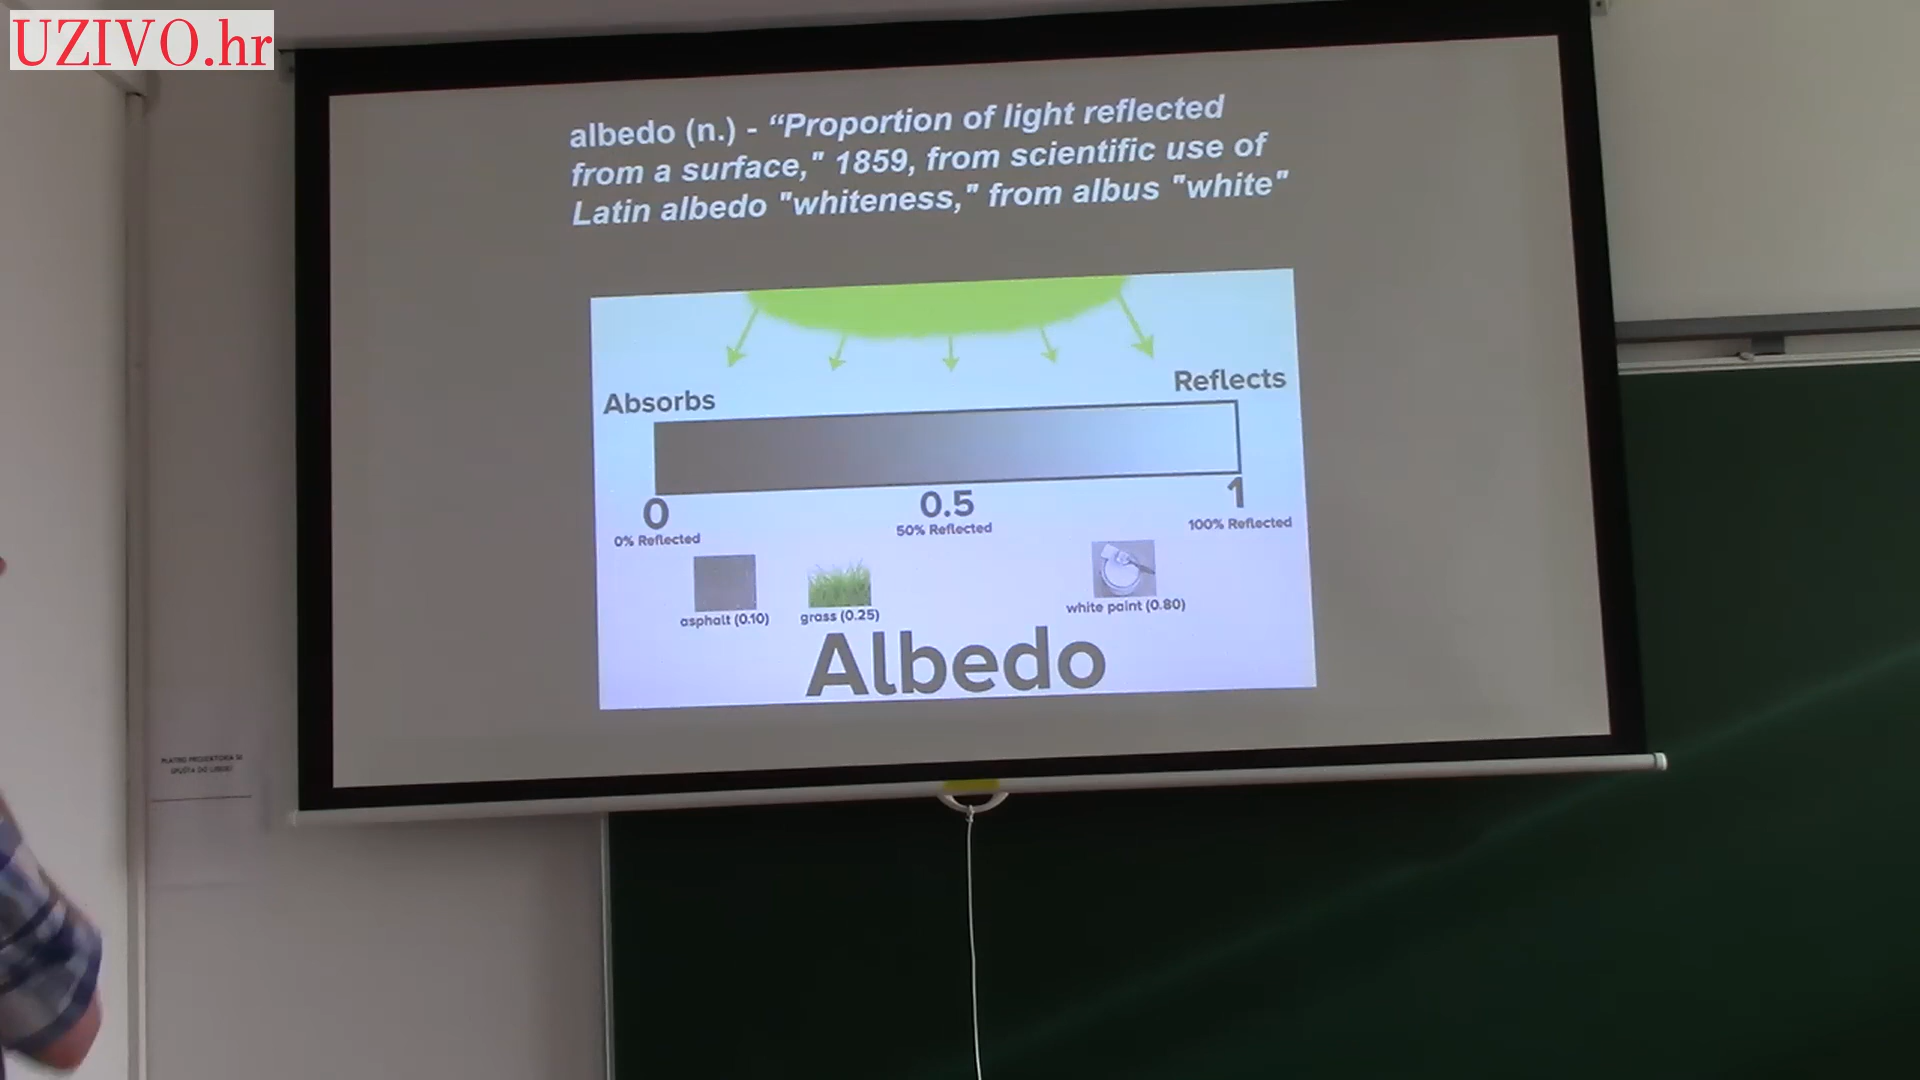 UZIVO.hr
albedo (n.) - “Proportion of light reflected
from a surface," 1859, from scientific use of
Latin albedo "whiteness," from albus "white"
Absorbs
Reflects
0
0.5
1
0% Reflected
50% Reflected
100% Reflected
asphalt (0.10)
grass (0.25)
white paint (0.80)
Albedo